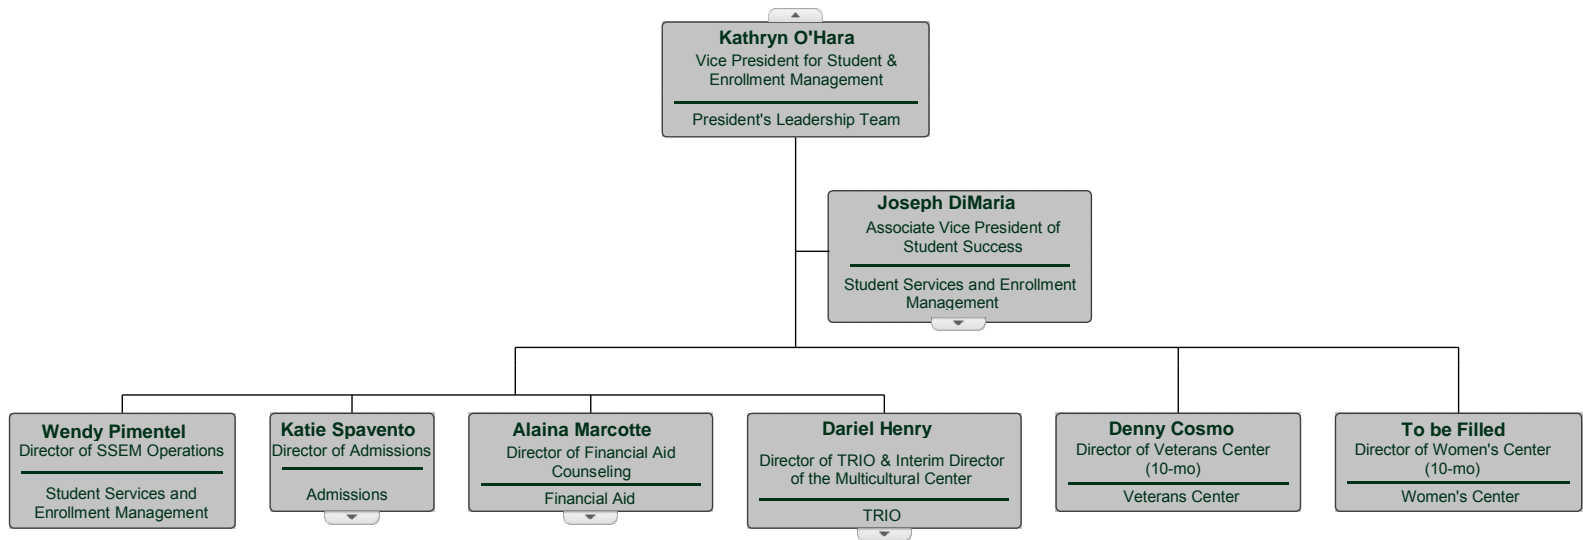 Kathryn O'Hara
Vice President for Student &
Enrollment Management
President's Leadership Team
Joseph DiMaria
Associate Vice President of
Student Success
Student Services and Enrollment
Management
Wendy Pimentel
Director of SSEM Operations
Student Services and
Enrollment Management
Katie Spavento
Director of Admissions
Admissions
Alaina Marcotte
Director of Financial Aid
Counseling
Financial Aid
Dariel Henry
Director of TRIO & Interim Director
of the Multicultural Center
TRIO
Denny Cosmo
Director of Veterans Center
(10-mo)
Veterans Center
To be Filled
Director of Women's Center
(10-mo)
Women's Center